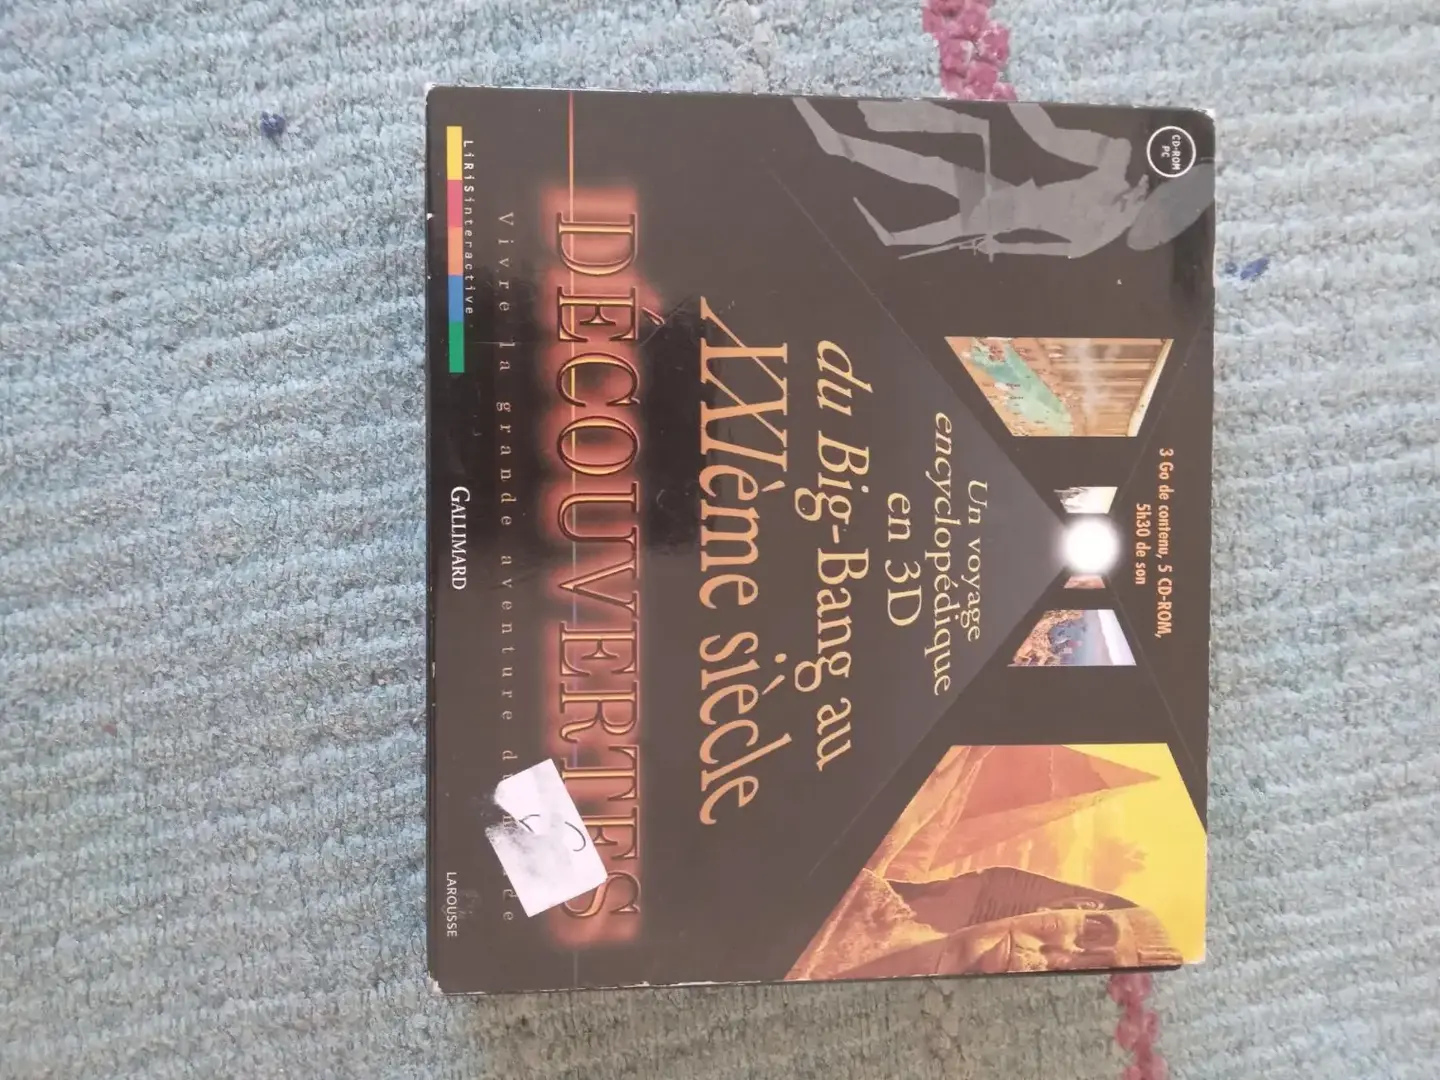 CD-ROM
PC
3 Go de contenu, 5 CD-ROM,
5h30 de son
Un voyage
encyclopédique
en 3D
du Big-Bang au
XXIème siècle
DÉCOUVERTES
Vivre la grande aventure du
LiRiSinteractive
GALLIMARD
LAROUSSE